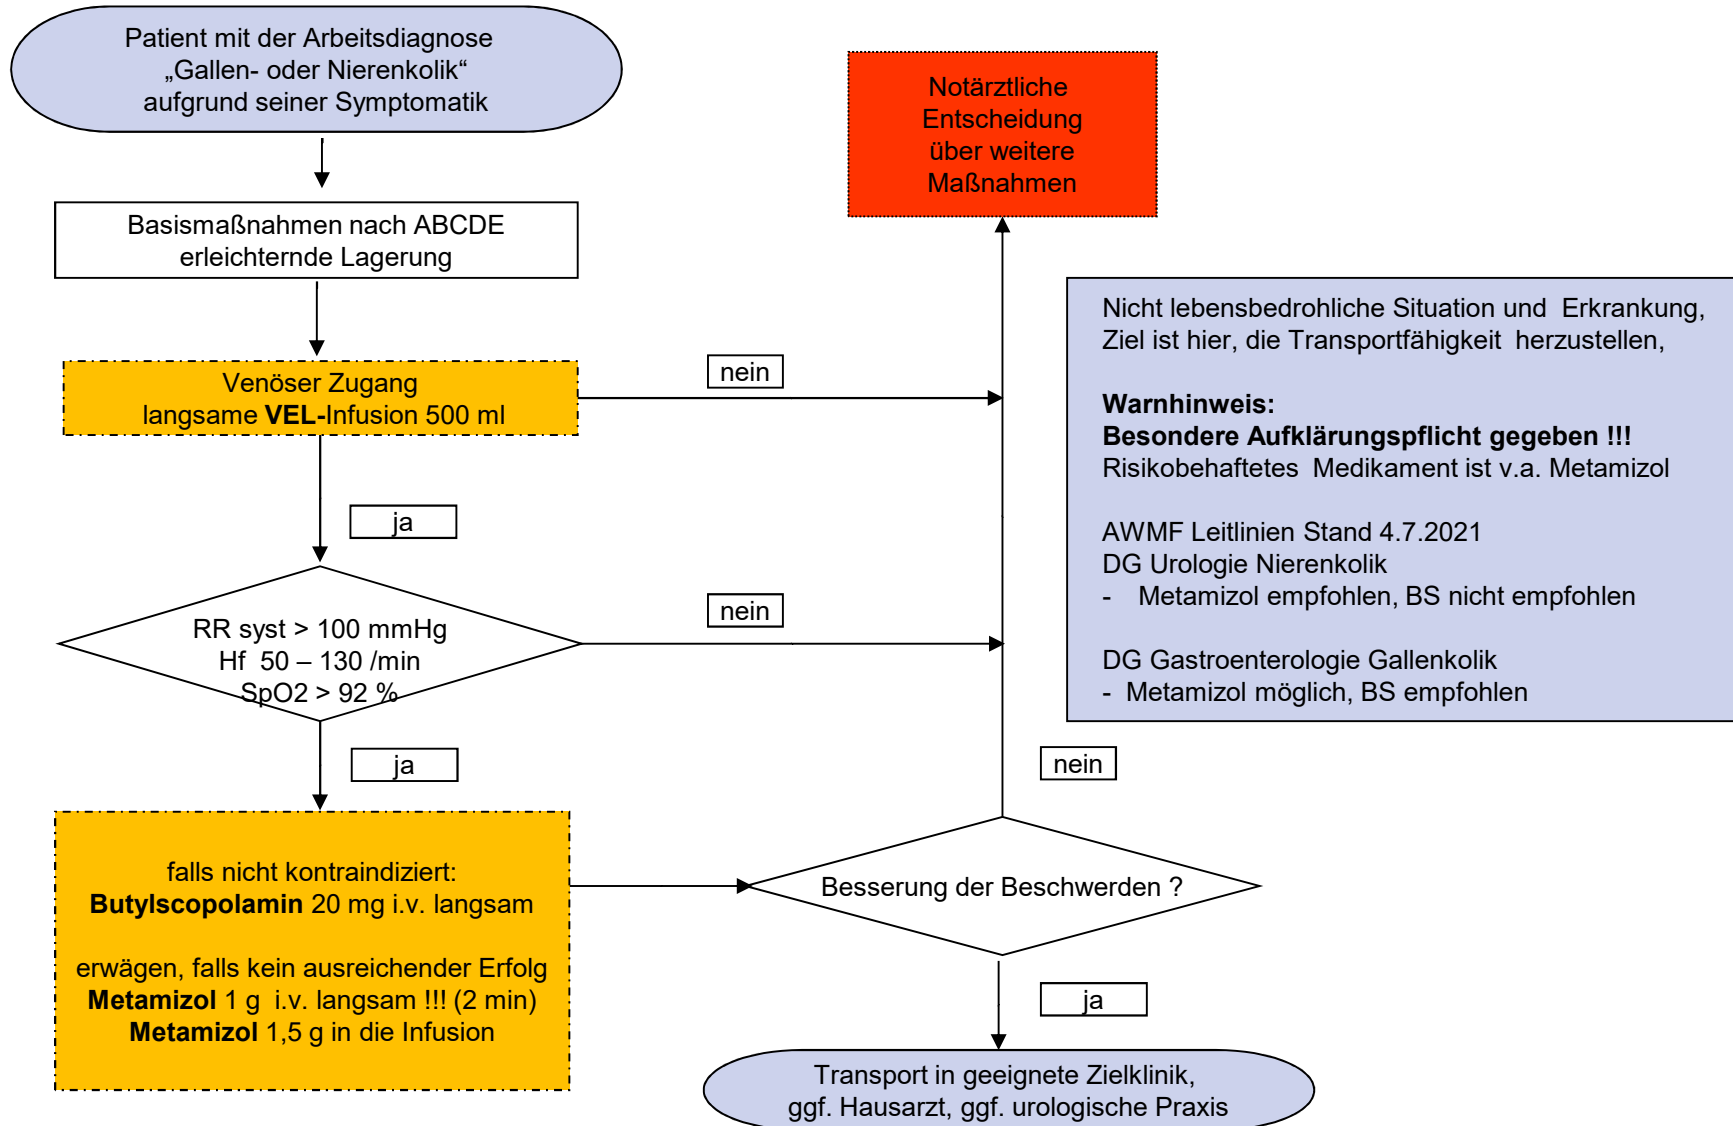 Patient mit der Arbeitsdiagnose
„Gallen- oder Nierenkolik“
aufgrund seiner Symptomatik
Notärztliche
Entscheidung
über weitere
Maßnahmen
Basismaßnahmen nach ABCDE
erleichternde Lagerung
Nicht lebensbedrohliche Situation und  Erkrankung,
Ziel ist hier, die Transportfähigkeit  herzustellen,
Warnhinweis:
Besondere Aufklärungspflicht gegeben !!!
Risikobehaftetes  Medikament ist v.a. Metamizol
AWMF Leitlinien Stand 4.7.2021
DG Urologie Nierenkolik
-    Metamizol empfohlen, BS nicht empfohlen
DG Gastroenterologie Gallenkolik
-  Metamizol möglich, BS empfohlen
Venöser Zugang
langsame VEL-Infusion 500 ml
nein
ja
RR syst > 100 mmHg
Hf  50 – 130 /min
SpO2 > 92 %
nein
ja
falls nicht kontraindiziert:
Butylscopolamin 20 mg i.v. langsam
erwägen, falls kein ausreichender Erfolg
Metamizol 1 g  i.v. langsam !!! (2 min)
Metamizol 1,5 g in die Infusion
nein
Besserung der Beschwerden ?
ja
Transport in geeignete Zielklinik,
ggf. Hausarzt, ggf. urologische Praxis